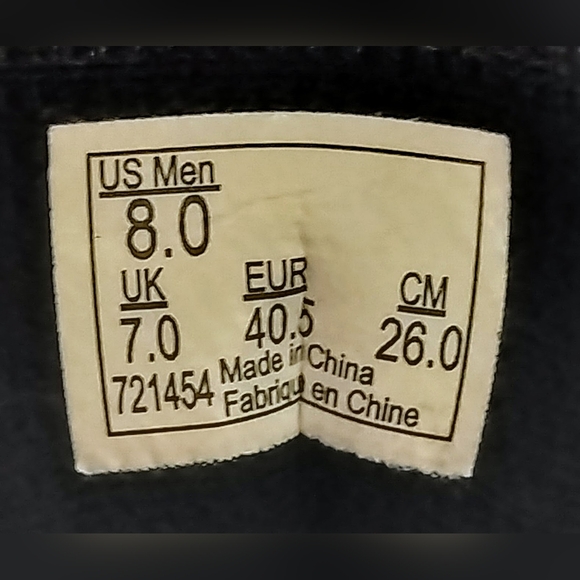 US Men
8.0
UK EUR CM
7.0 40.5 26.0
721454 Made in China
Fabriqu en Chine